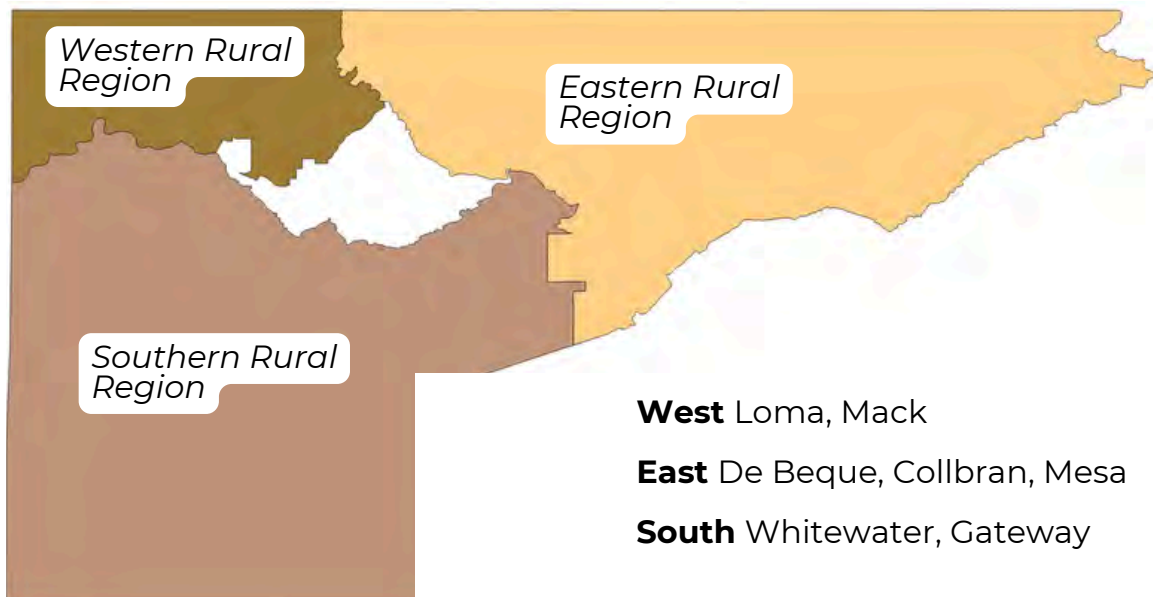 Western Rural
Region
Eastern Rural
Region
Southern Rural
Region
West Loma, Mack
East De Beque, Collbran, Mesa
South Whitewater, Gateway